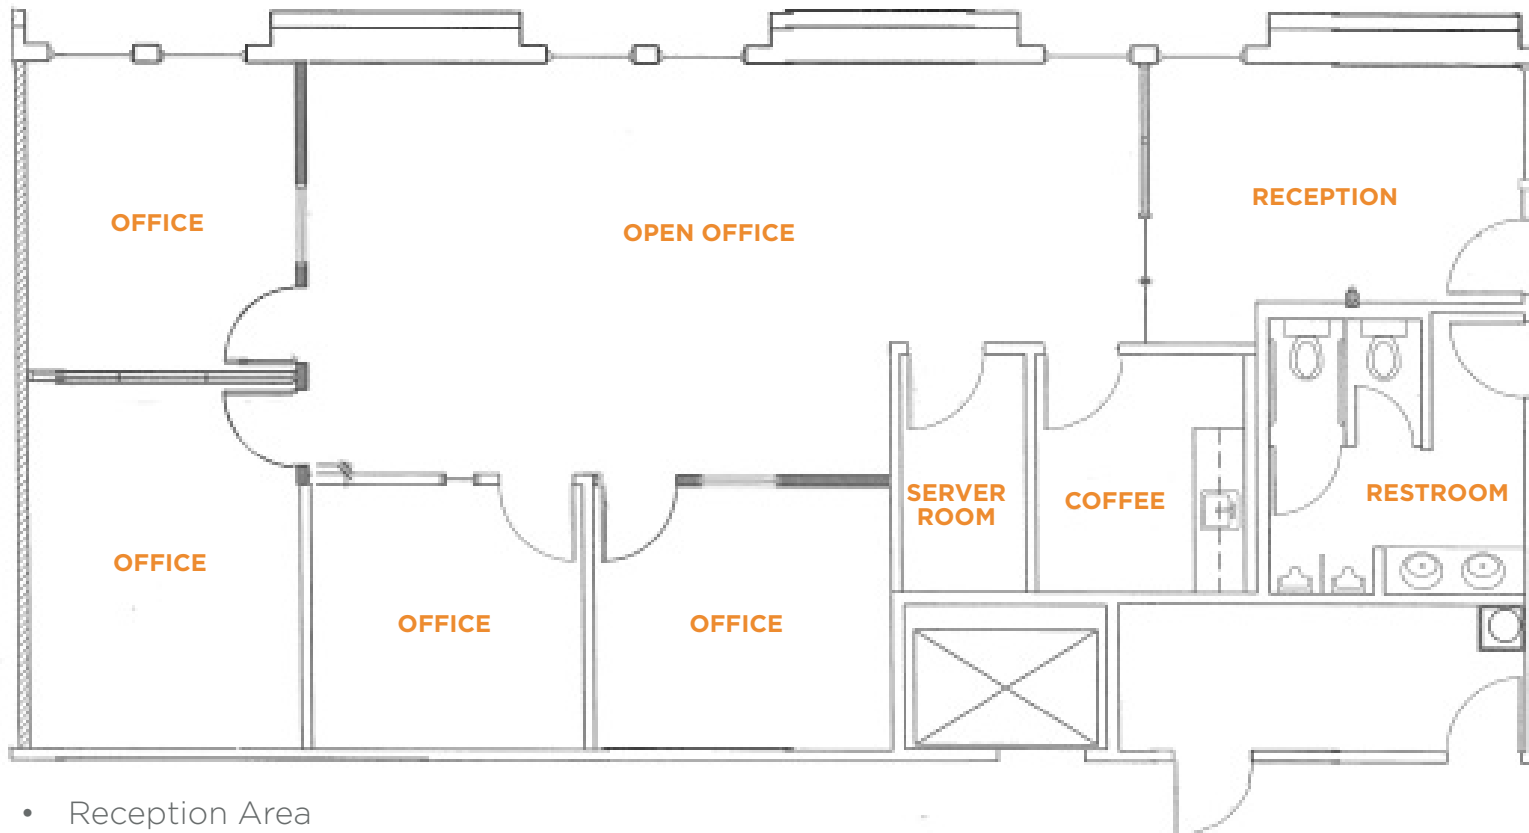 RECEPTION
OFFICE
OPEN OFFICE
SERVER
ROOM
COFFEE
RESTROOM
OFFICE
OFFICE
OFFICE
• Reception Area